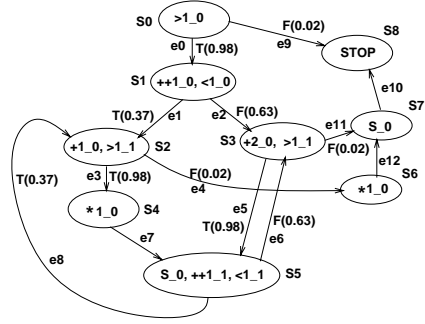 S0
>1_0
S8
F(0.02)
e9
e0
T(0.98)
STOP
S1
++1_0, <1_0
e10
T(0.37)
e1
e2
F(0.63)
S7
S_0
e11
F(0.02)
S3
+2_0, >1_1
+1_0, >1_1
S2
e12
T(0.37)
e3
T(0.98)
F(0.02)
e4
S6
*1_0
S4
*1_0
e5
T(0.98)
F(0.63)
e6
e7
e8
S_0, ++1_1, <1_1
S5